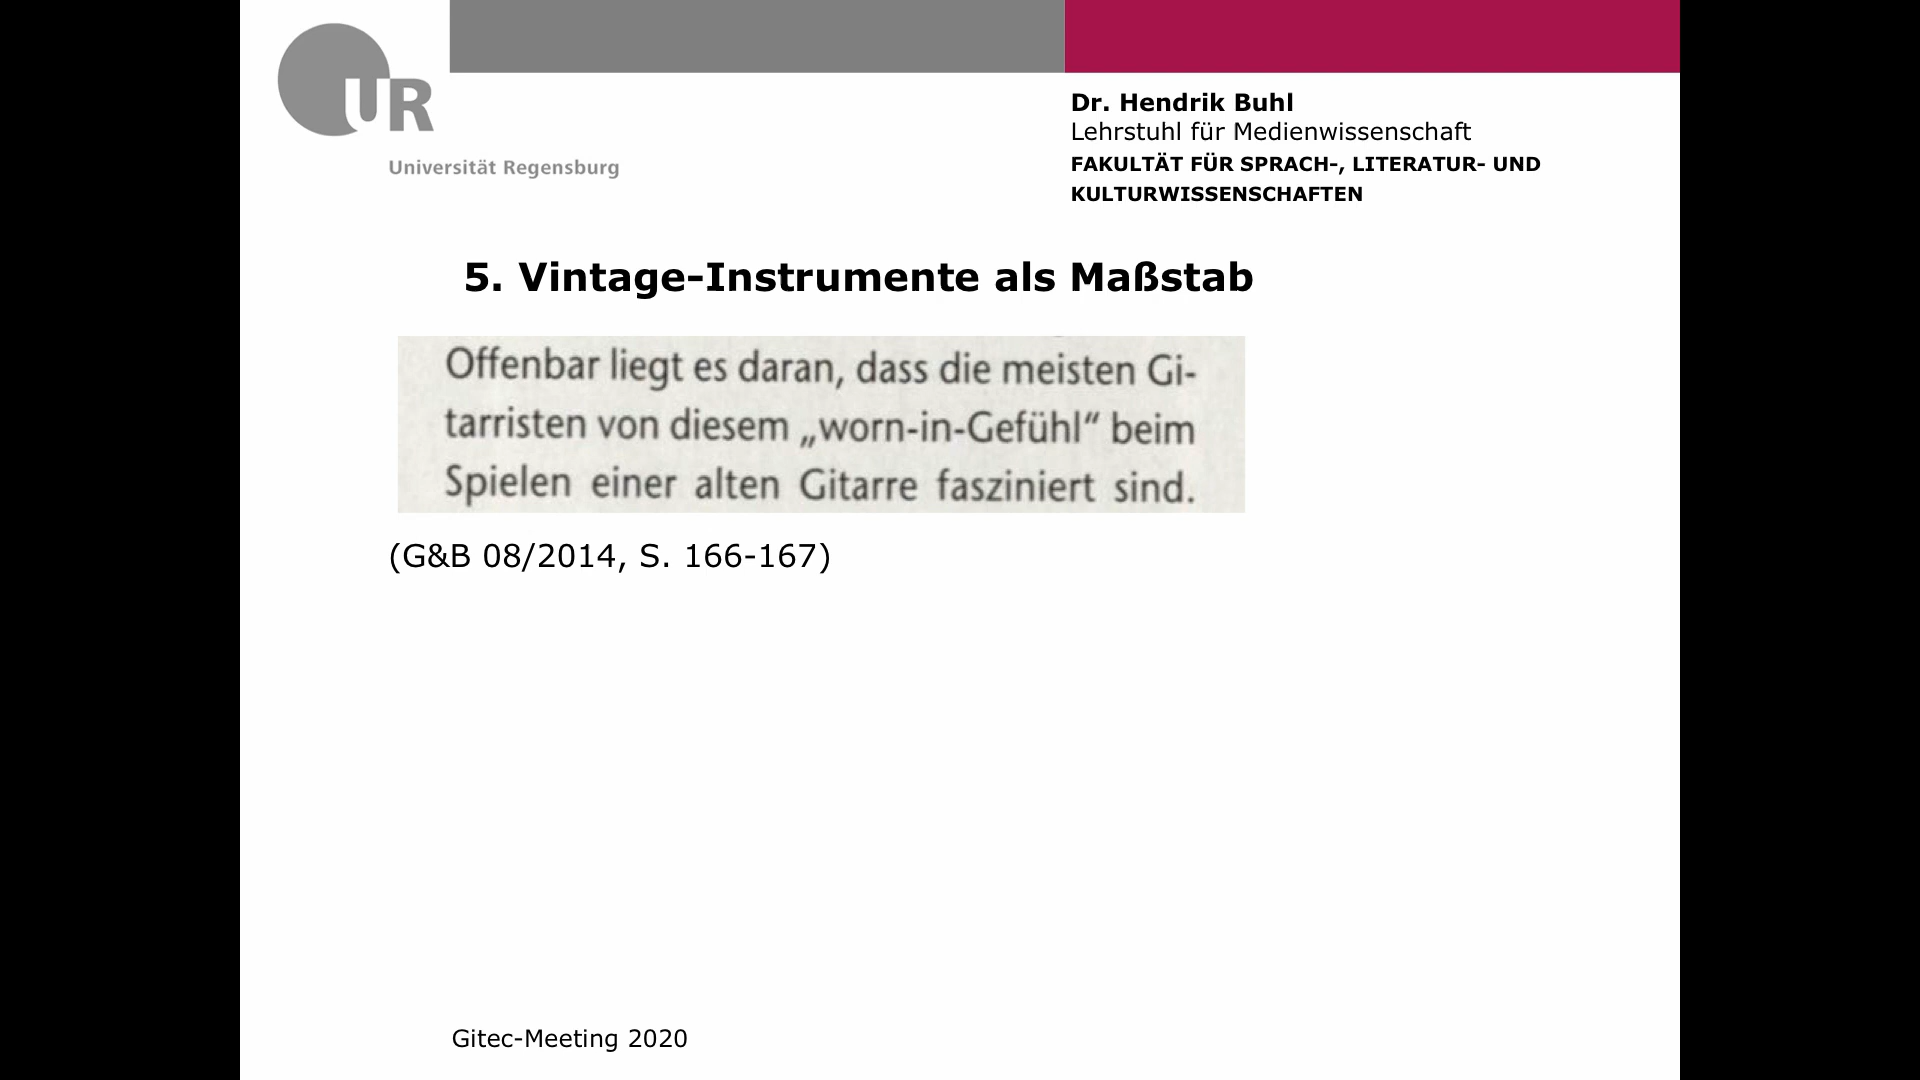 UR
Universität Regensburg
Dr. Hendrik Buhl
Lehrstuhl für Medienwissenschaft
FAKULTÄT FÜR SPRACH-, LITERATUR- UND
KULTURWISSENSCHAFTEN
5. Vintage-Instrumente als Maßstab
Offenbar liegt es daran, dass die meisten Gi-
tarristen von diesem „worn-in-Gefühl“ beim
Spielen einer alten Gitarre fasziniert sind.
(G&B 08/2014, S. 166-167)
Gitec-Meeting 2020